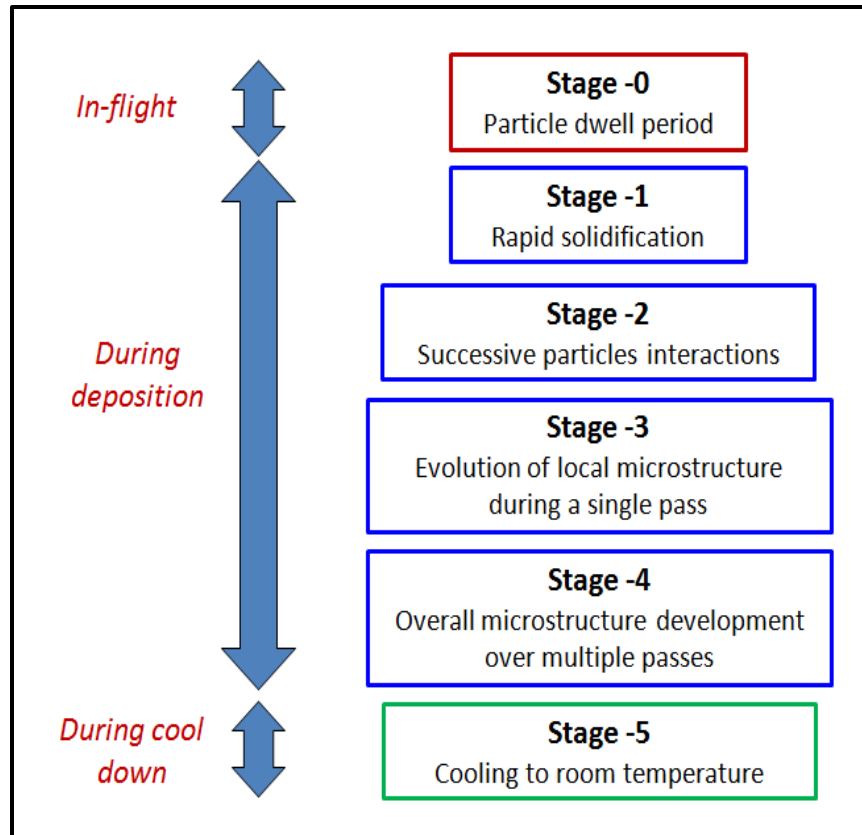 In-flight
Stage -0
Particle dwell period
Stage -1
Rapid solidification
Stage -2
Successive particles interactions
During
deposition
Stage -3
Evolution of local microstructure
during a single pass
Stage -4
Overall microstructure development
over multiple passes
During cool
down
Stage -5
Cooling to room temperature